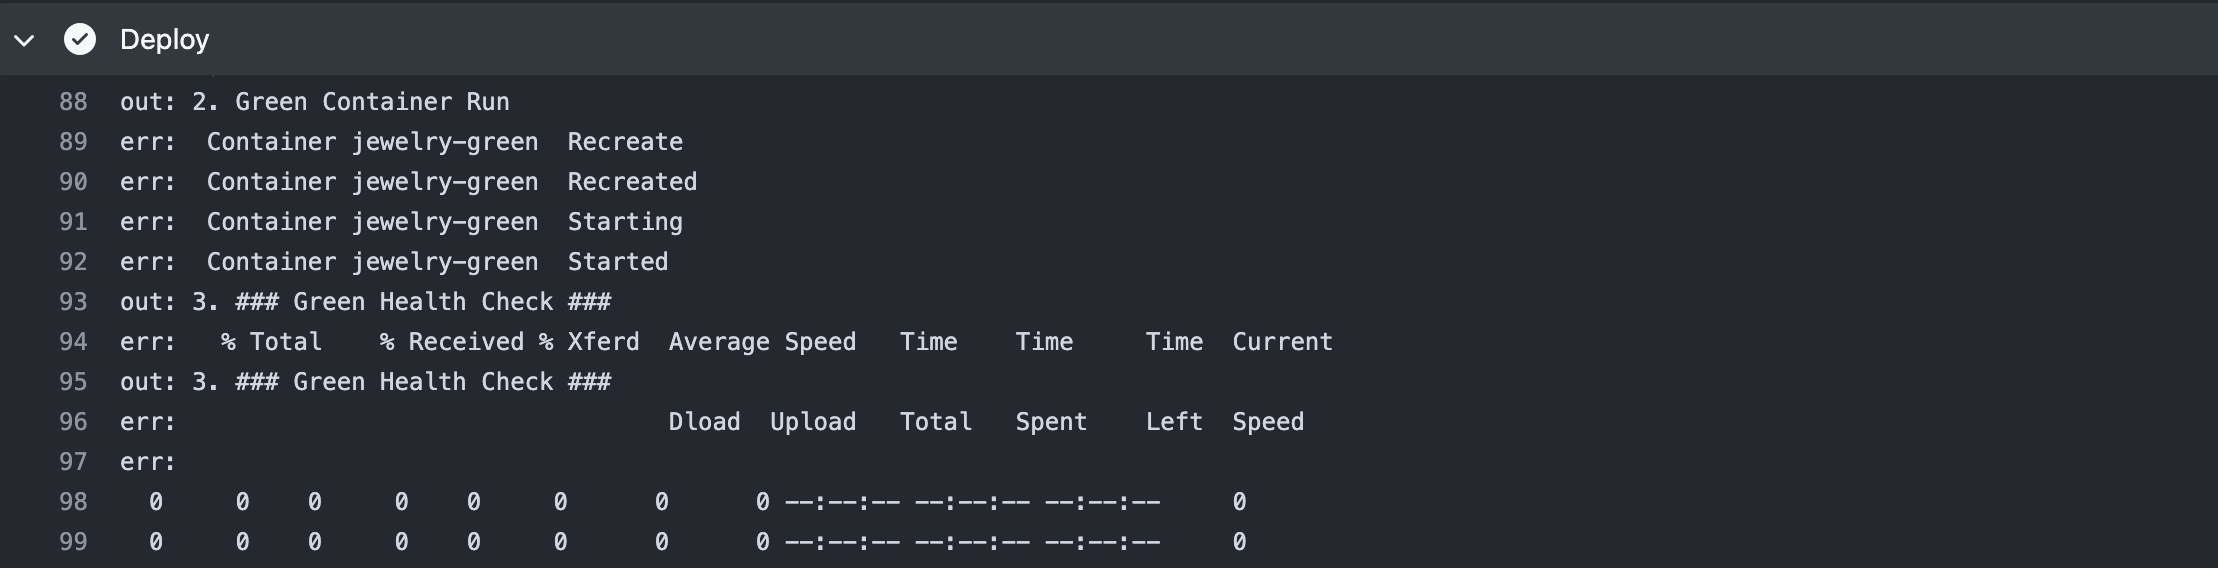 Deploy
88 out: 2. Green Container Run
89 err:  Container jewelry-green  Recreate
90 err:  Container jewelry-green  Recreated
91 err:  Container jewelry-green  Starting
92 err:  Container jewelry-green  Started
93 out: 3. ### Green Health Check ###
94 err:   % Total    % Received % Xferd  Average Speed   Time    Time     Time  Current
95 out: 3. ### Green Health Check ###
96 err:                                  Dload  Upload   Total   Spent    Left  Speed
97 err:
98   0     0    0     0    0     0      0      0 --:--:-- --:--:-- --:--:--     0
99   0     0    0     0    0     0      0      0 --:--:-- --:--:-- --:--:--     0